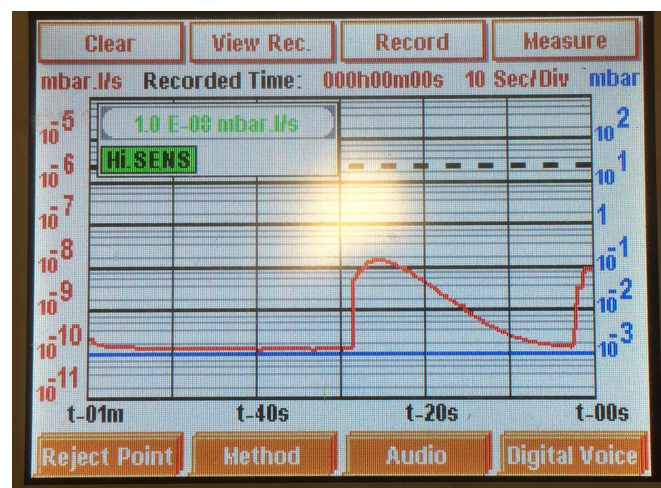 Clear View Rec. Record Measure
mbar.l/s Recorded Time: 000h00m00s 10 Sec/Div mbar
1.0 E-08 mbar.l/s
Hi.SENS
10-5 10 2
10-6 10 1
10-7 1
10-8 10-1
10-9 10-2
10-10 10-3
10-11
t-01m t-40s t-20s t-00s
Reject Point Method Audio Digital Voice